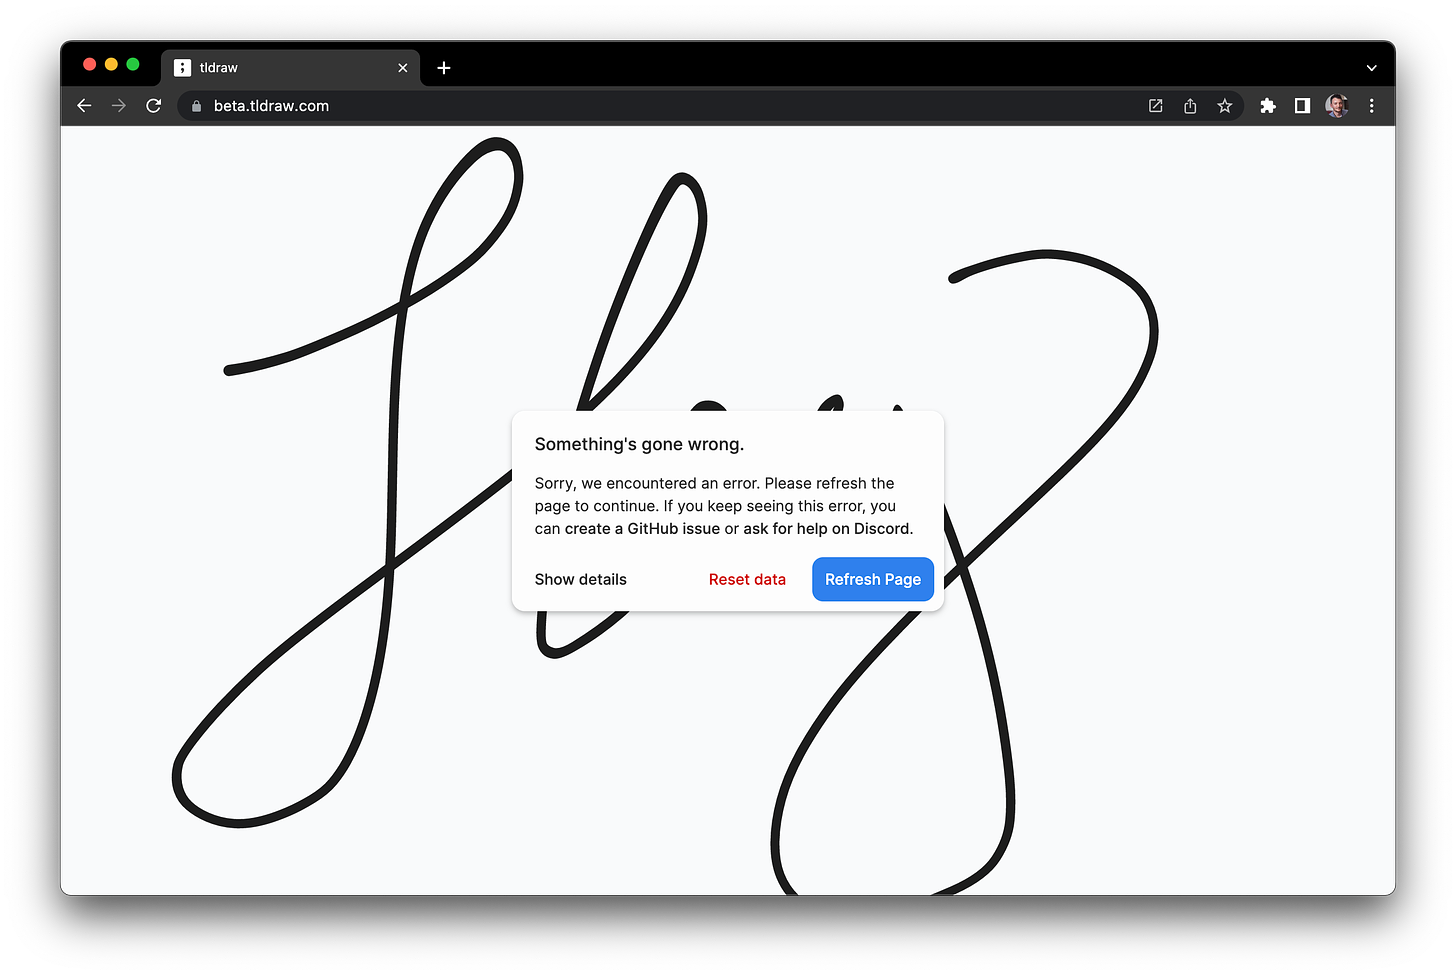 tldraw
beta.tldraw.com
Something's gone wrong.
Sorry, we encountered an error. Please refresh the
page to continue. If you keep seeing this error, you
can create a GitHub issue or ask for help on Discord.
Show details Reset data Refresh Page